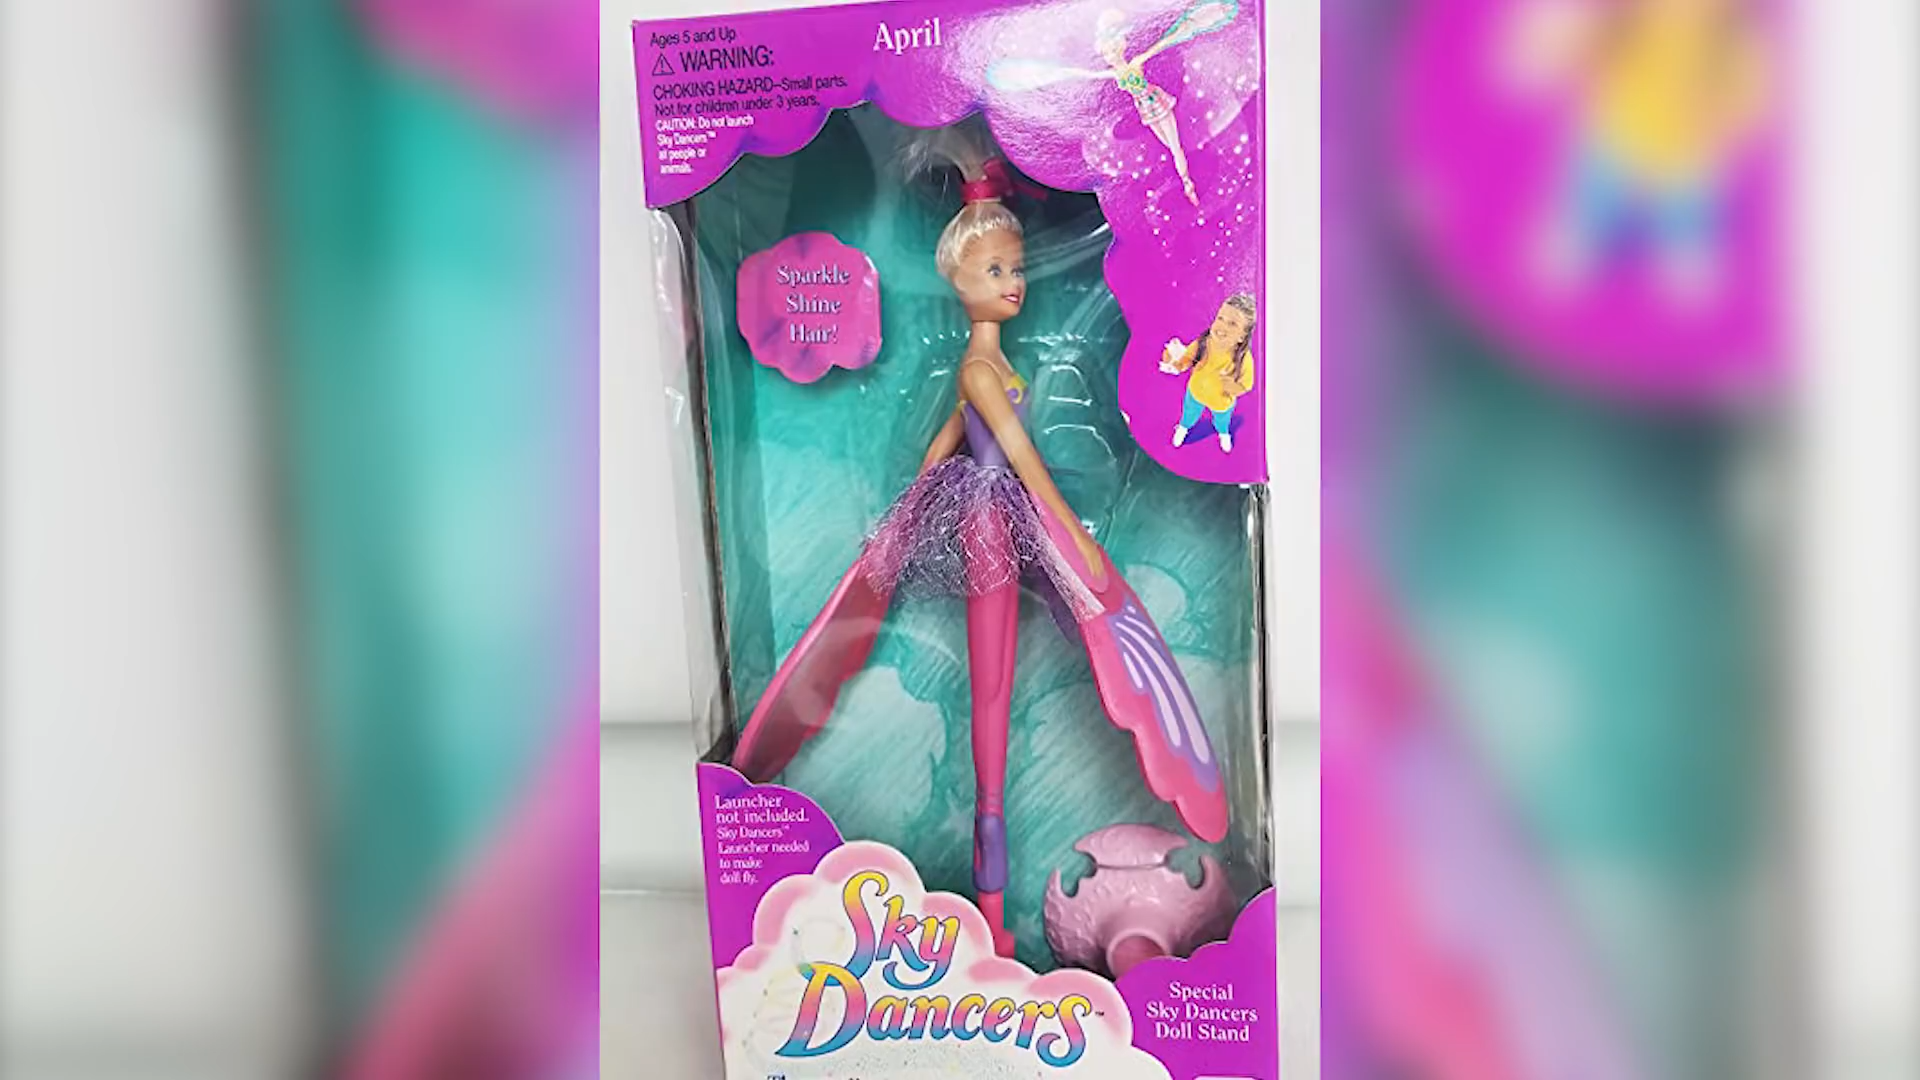 Ages 5 and Up
⚠ WARNING:
CHOKING HAZARD–Small parts.
Not for children under 3 years.
CAUTION: Do not launch
Sky Dancers™
at people or
animals.
April
Sparkle
Shine
Hair!
Launcher
not included.
Sky Dancers™
Launcher needed
to make
doll fly.
Sky
Dancers™
Special
Sky Dancers
Doll Stand